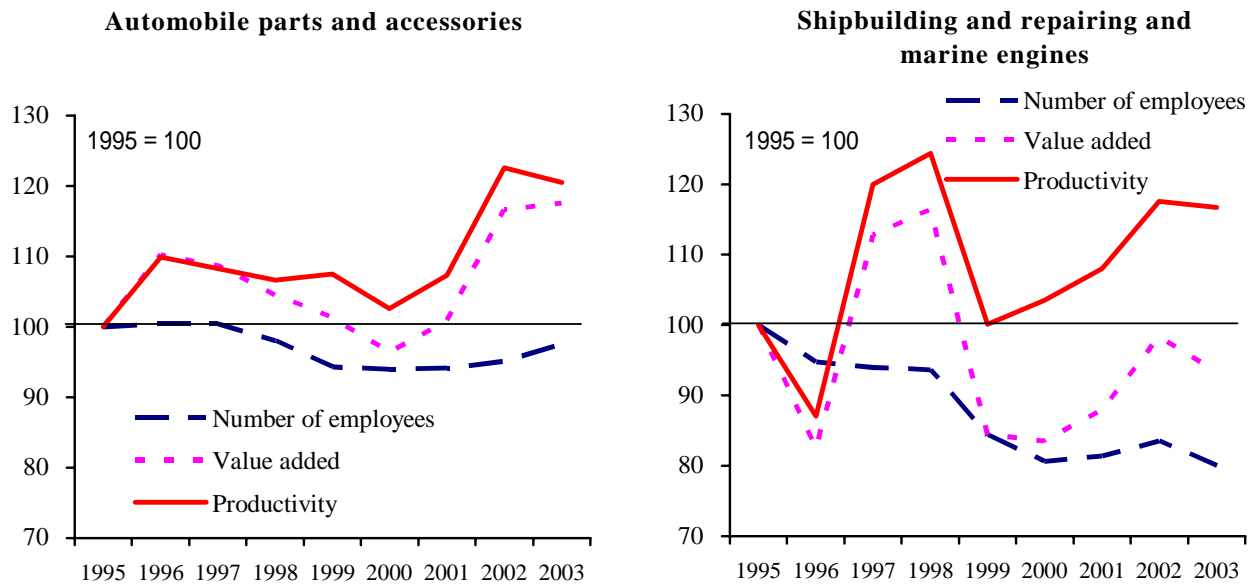 Automobile parts and accessories
130
120
110
100
90
80
70
1995 = 100
Number of employees
Value added
Productivity
1995 1996 1997 1998 1999 2000 2001 2002 2003
Shipbuilding and repairing and
marine engines
130
120
110
100
90
80
70
1995 = 100
Number of employees
Value added
Productivity
1995 1996 1997 1998 1999 2000 2001 2002 2003